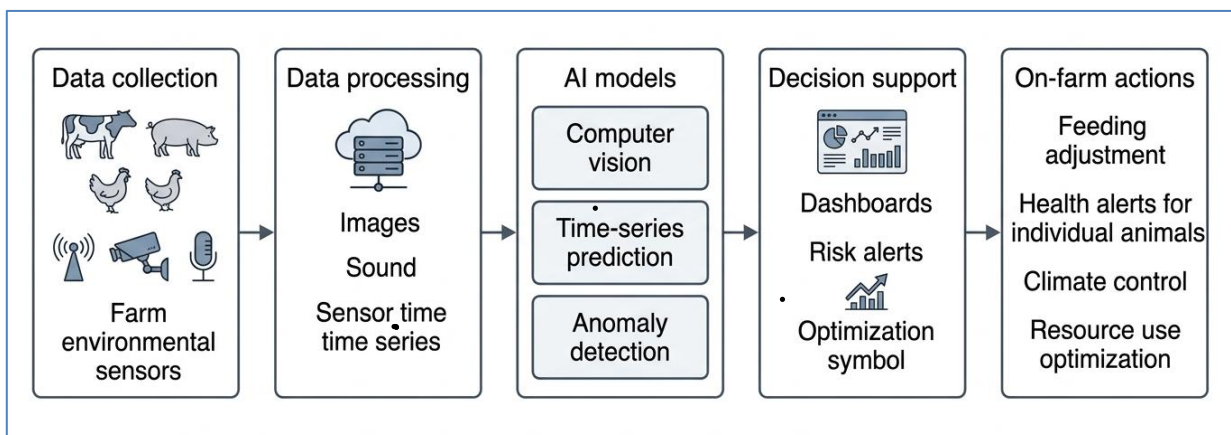 Data collection
Farm
environmental
sensors
Data processing
Images
Sound
Sensor time
time series
AI models
Computer
vision
Time-series
prediction
Anomaly
detection
Decision support
Dashboards
Risk alerts
Optimization
symbol
On-farm actions
Feeding
adjustment
Health alerts for
individual animals
Climate control
Resource use
optimization